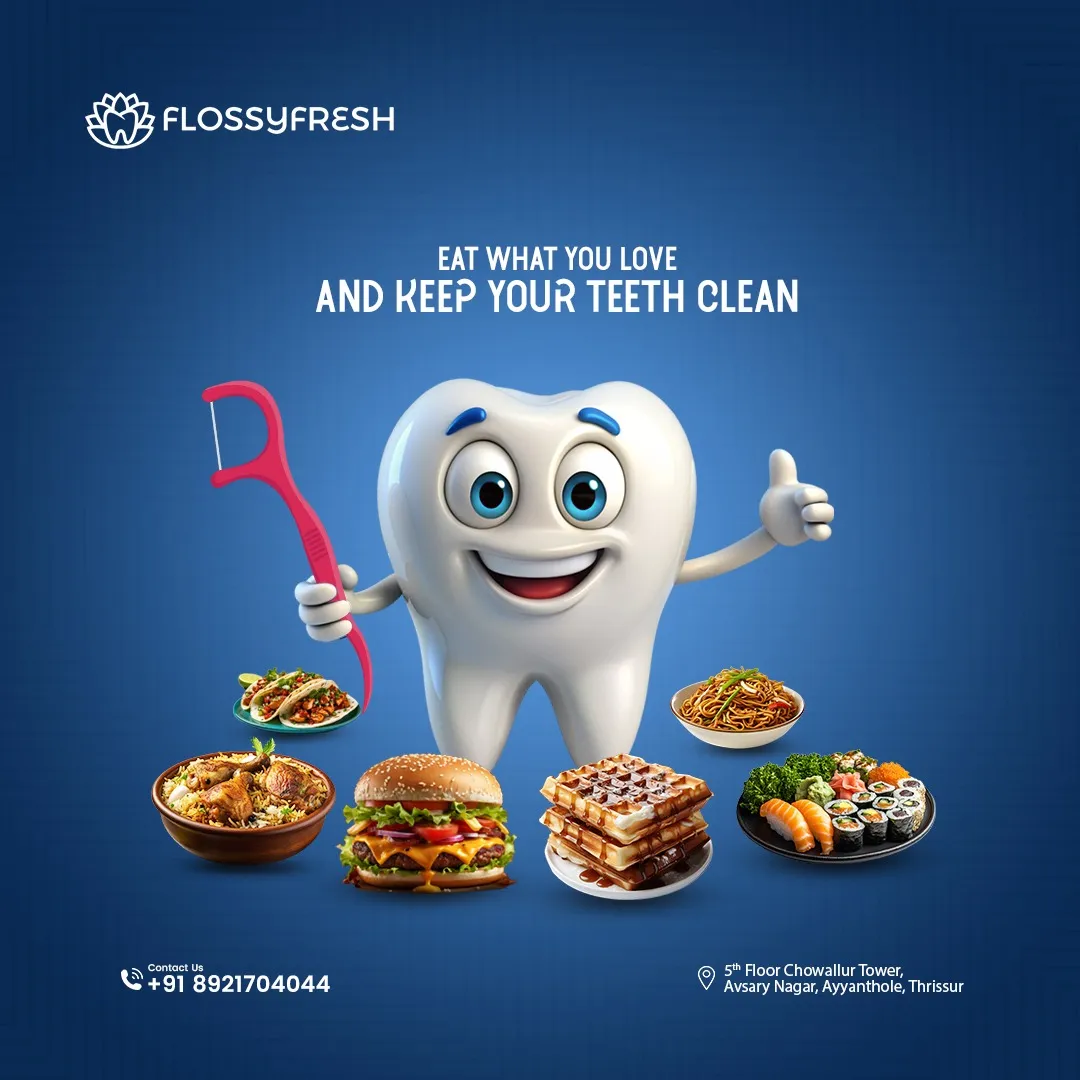 FLOSSYFRESH
EAT WHAT YOU LOVE
AND KEEP YOUR TEETH CLEAN
Contact Us
+91 8921704044
5th Floor Chowallur Tower,
Avsary Nagar, Ayyanthole, Thrissur